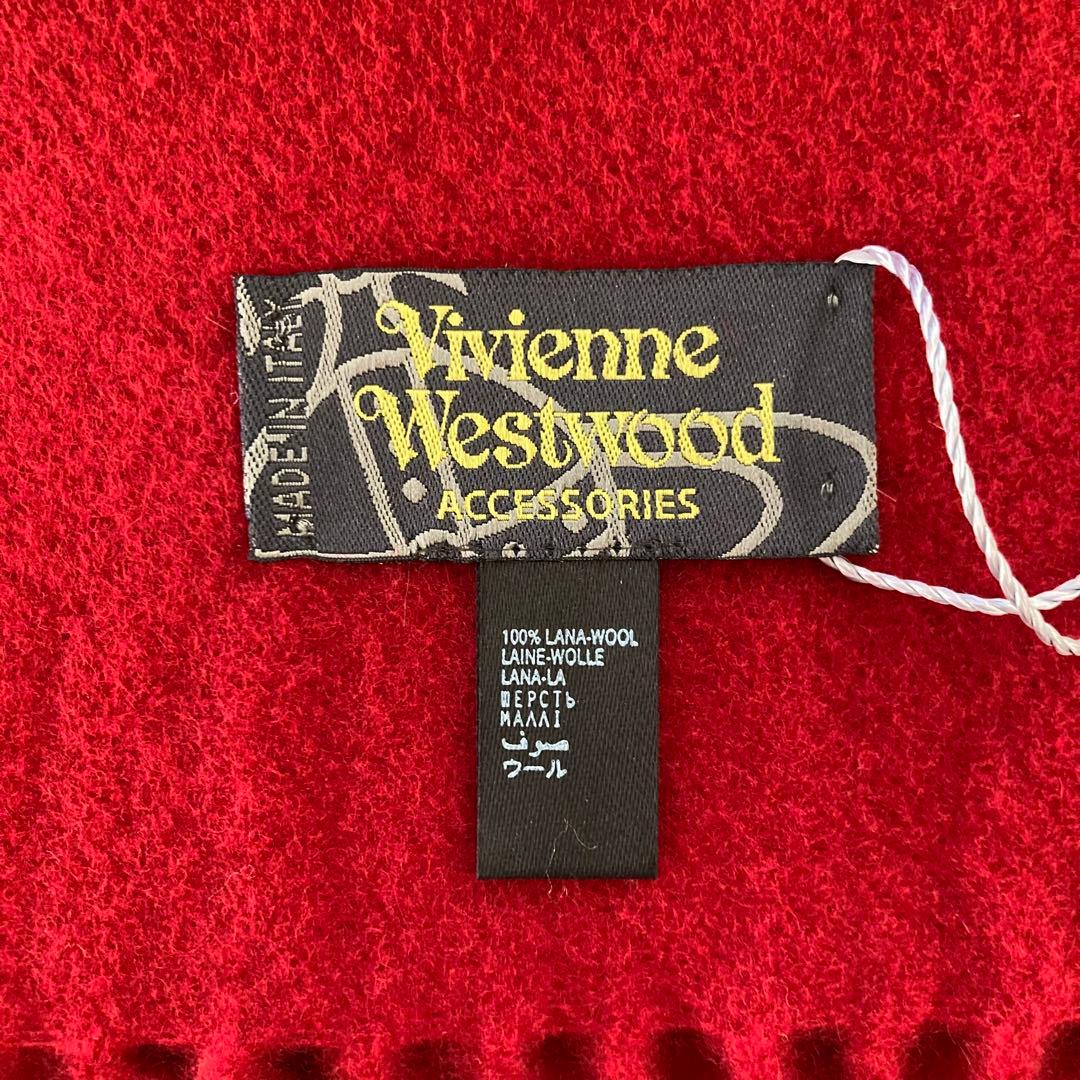 MADE IN ITALY
Vivienne
Westwood
ACCESSORIES
100% LANA-WOOL
LAINE-WOLLE
LANA-LA
ШЕРСТЬ
ΜΑΛΛΙ
صوف
ウール